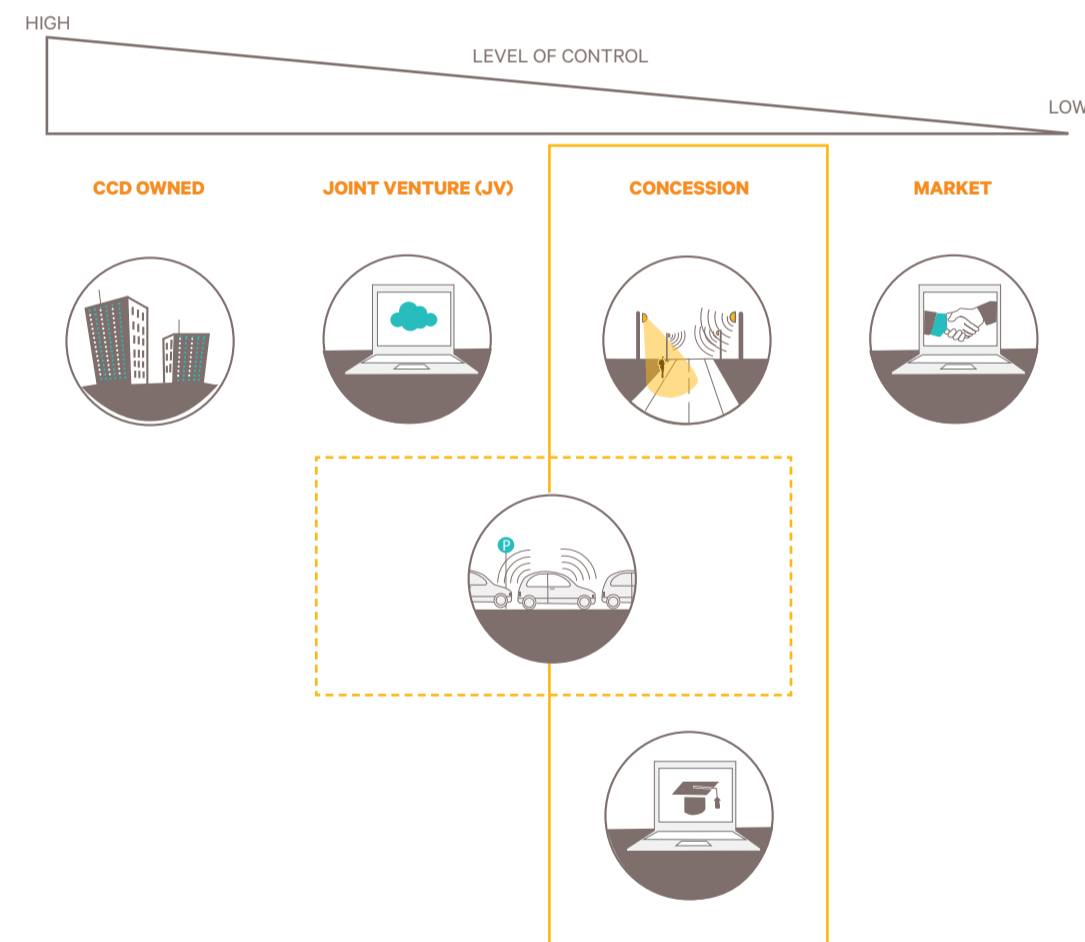 HIGH
LEVEL OF CONTROL
LOW
CCD OWNED
JOINT VENTURE (JV)
CONCESSION
MARKET
P